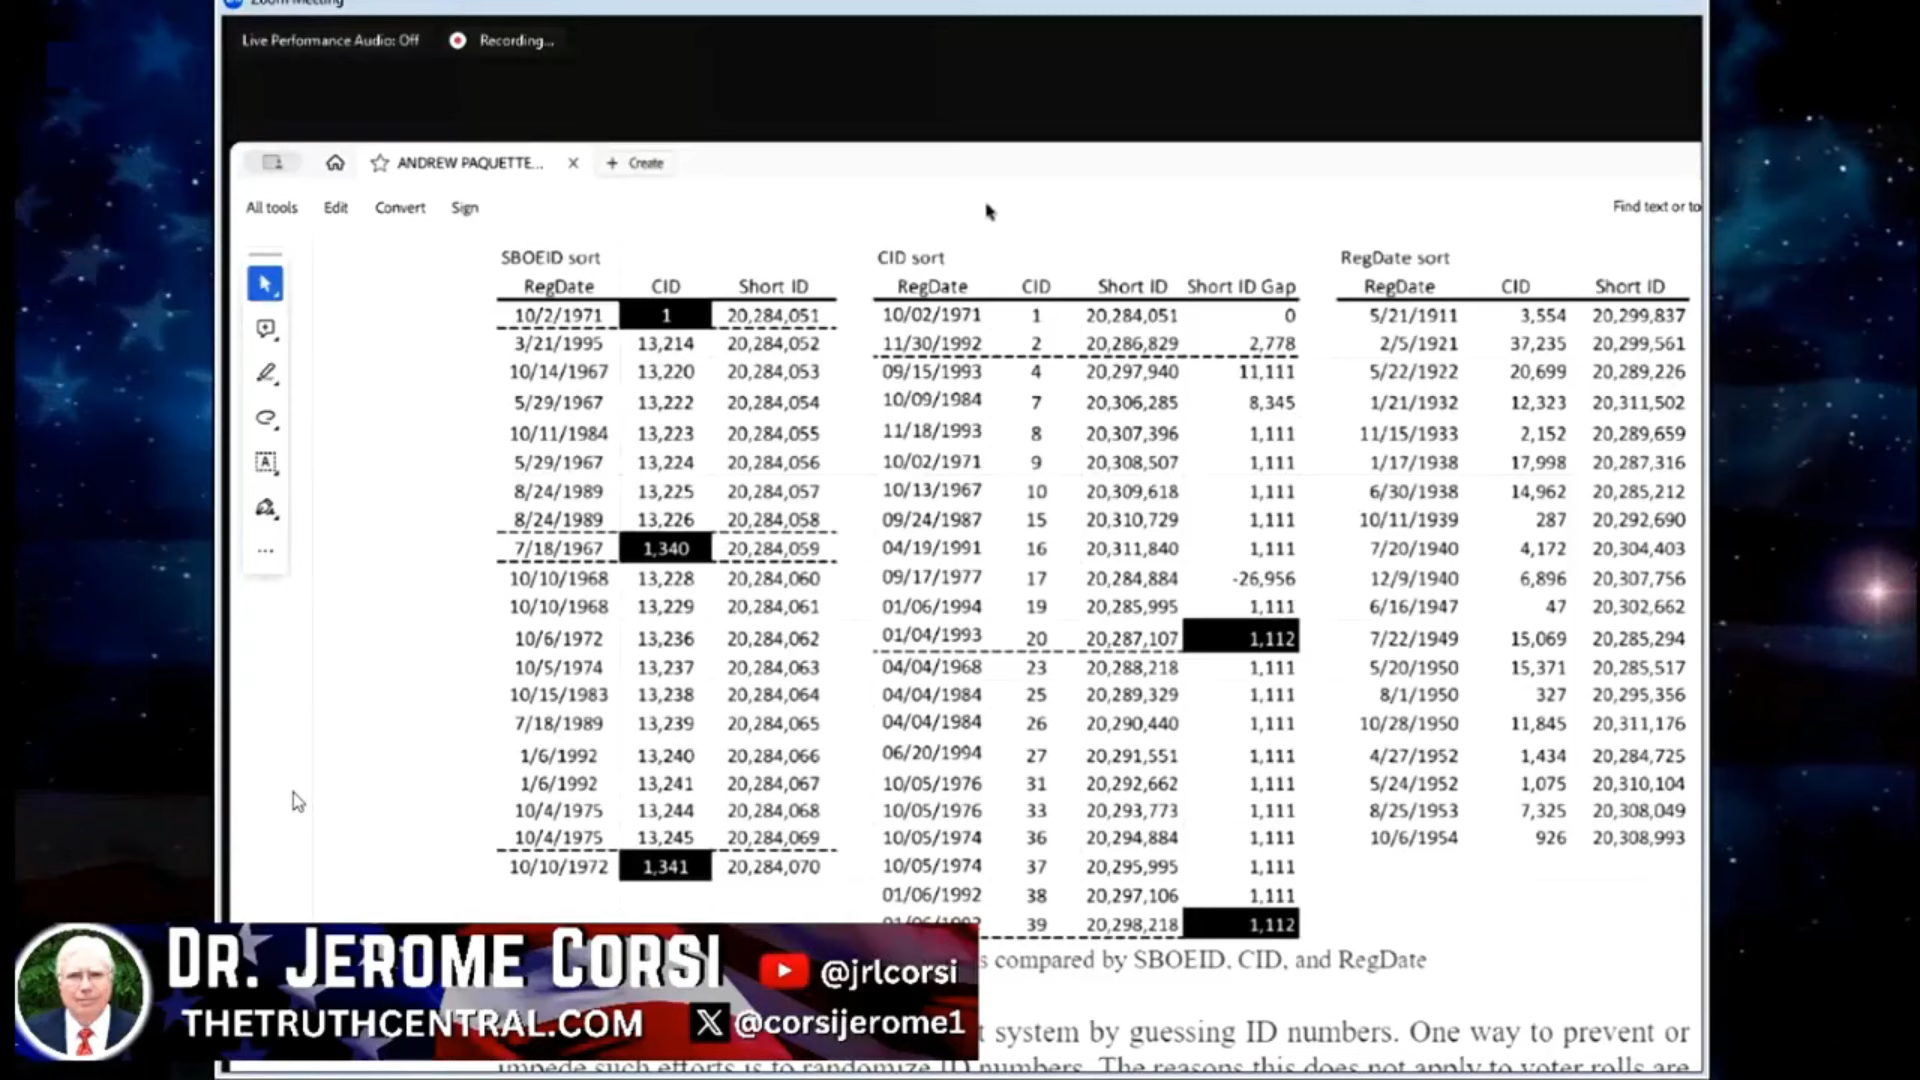 Zoom Meeting
Live Performance Audio: Off Recording...
ANDREW PAQUETTE... × + Create
All tools Edit Convert Sign Find text or to
SBOEID sort
RegDate CID Short ID
10/2/1971 1 20,284,051
3/21/1995 13,214 20,284,052
10/14/1967 13,220 20,284,053
5/29/1967 13,222 20,284,054
10/11/1984 13,223 20,284,055
5/29/1967 13,224 20,284,056
8/24/1989 13,225 20,284,057
8/24/1989 13,226 20,284,058
7/18/1967 1,340 20,284,059
10/10/1968 13,228 20,284,060
10/10/1968 13,229 20,284,061
10/6/1972 13,236 20,284,062
10/5/1974 13,237 20,284,063
10/15/1983 13,238 20,284,064
7/18/1989 13,239 20,284,065
1/6/1992 13,240 20,284,066
1/6/1992 13,241 20,284,067
10/4/1975 13,244 20,284,068
10/4/1975 13,245 20,284,069
10/10/1972 1,341 20,284,070
CID sort
RegDate CID Short ID Short ID Gap
10/02/1971 1 20,284,051 0
11/30/1992 2 20,286,829 2,778
09/15/1993 4 20,297,940 11,111
10/09/1984 7 20,306,285 8,345
11/18/1993 8 20,307,396 1,111
10/02/1971 9 20,308,507 1,111
10/13/1967 10 20,309,618 1,111
09/24/1987 15 20,310,729 1,111
04/19/1991 16 20,311,840 1,111
09/17/1977 17 20,284,884 -26,956
01/06/1994 19 20,285,995 1,111
01/04/1993 20 20,287,107 1,112
04/04/1968 23 20,288,218 1,111
04/04/1984 25 20,289,329 1,111
04/04/1984 26 20,290,440 1,111
06/20/1994 27 20,291,551 1,111
10/05/1976 31 20,292,662 1,111
10/05/1976 33 20,293,773 1,111
10/05/1974 36 20,294,884 1,111
10/05/1974 37 20,295,995 1,111
01/06/1992 38 20,297,106 1,111
39 20,298,218 1,112
RegDate sort
RegDate CID Short ID
5/21/1911 3,554 20,299,837
2/5/1921 37,235 20,299,561
5/22/1922 20,699 20,289,226
1/21/1932 12,323 20,311,502
11/15/1933 2,152 20,289,659
1/17/1938 17,998 20,287,316
6/30/1938 14,962 20,285,212
10/11/1939 287 20,292,690
7/20/1940 4,172 20,304,403
12/9/1940 6,896 20,307,756
6/16/1947 47 20,302,662
7/22/1949 15,069 20,285,294
5/20/1950 15,371 20,285,517
8/1/1950 327 20,295,356
10/28/1950 11,845 20,311,176
4/27/1952 1,434 20,284,725
5/24/1952 1,075 20,310,104
8/25/1953 7,325 20,308,049
10/6/1954 926 20,308,993
s compared by SBOEID, CID, and RegDate
t system by guessing ID numbers. One way to prevent or
impede such efforts is to randomize ID numbers. The reasons this does not apply to voter rolls are
DR. JEROME CORSI @jrlcorsi
THETRUTHCENTRAL.COM X @corsijerome1